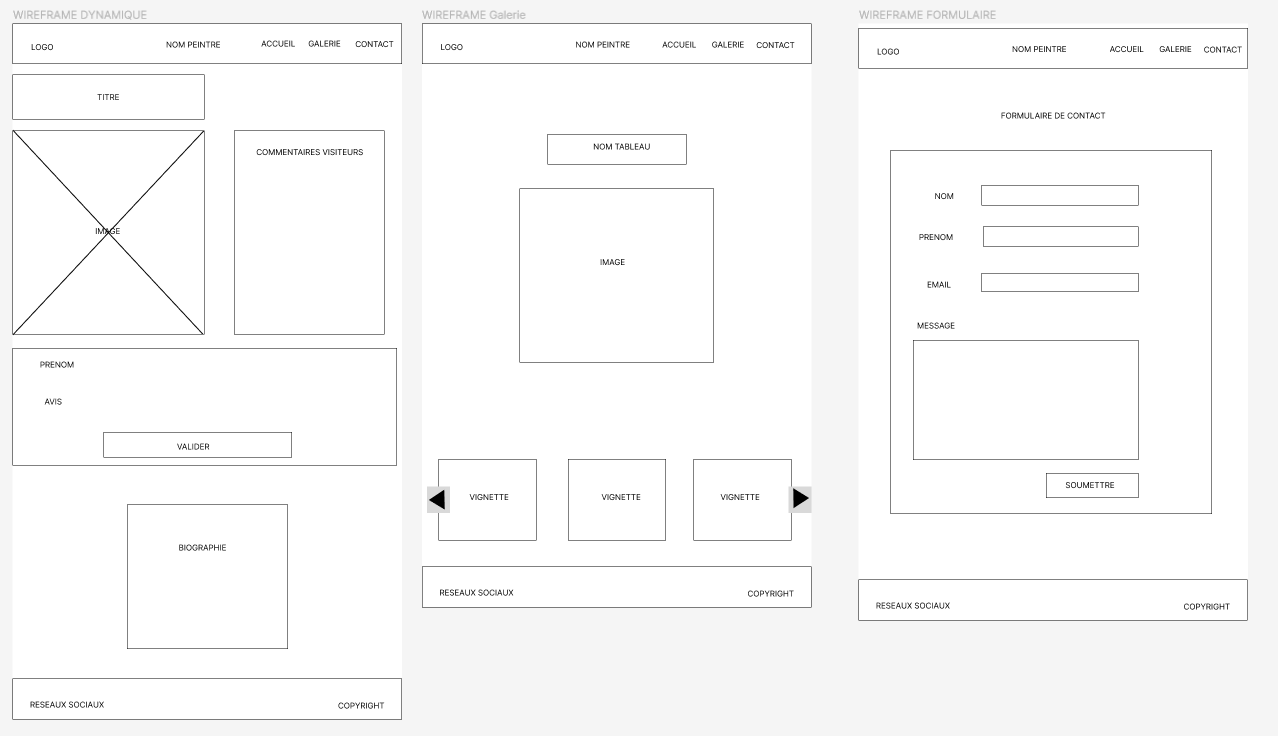 WIREFRAME DYNAMIQUE
LOGO
NOM PEINTRE
ACCUEIL
GALERIE
CONTACT
TITRE
IMAGE
COMMENTAIRES VISITEURS
PRENOM
AVIS
VALIDER
BIOGRAPHIE
RESEAUX SOCIAUX
COPYRIGHT
WIREFRAME Galerie
LOGO
NOM PEINTRE
ACCUEIL
GALERIE
CONTACT
NOM TABLEAU
IMAGE
VIGNETTE
VIGNETTE
VIGNETTE
RESEAUX SOCIAUX
COPYRIGHT
WIREFRAME FORMULAIRE
LOGO
NOM PEINTRE
ACCUEIL
GALERIE
CONTACT
FORMULAIRE DE CONTACT
NOM
PRENOM
EMAIL
MESSAGE
SOUMETTRE
RESEAUX SOCIAUX
COPYRIGHT